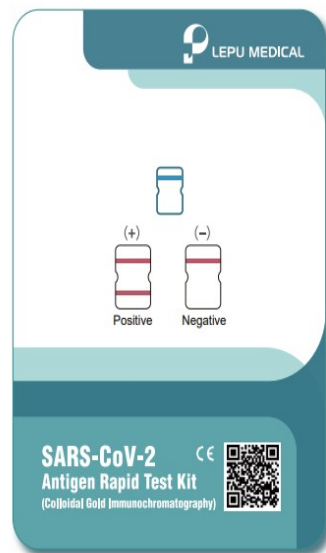 LEPU MEDICAL
(+) (−)
Positive Negative
SARS-CoV-2 CE
Antigen Rapid Test Kit
(Colloidal Gold Immunochromatography)